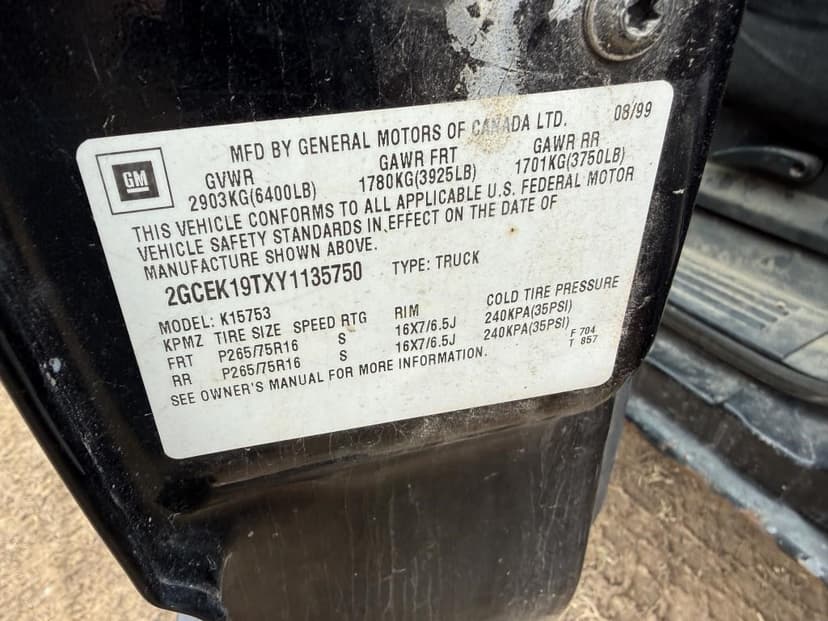 MFD BY GENERAL MOTORS OF CANADA LTD. 08/99
GM
GVWR GAWR FRT GAWR RR
2903KG(6400LB) 1780KG(3925LB) 1701KG(3750LB)
THIS VEHICLE CONFORMS TO ALL APPLICABLE U.S. FEDERAL MOTOR
VEHICLE SAFETY STANDARDS IN EFFECT ON THE DATE OF
MANUFACTURE SHOWN ABOVE.
2GCEK19TXY1135750 TYPE: TRUCK
MODEL: K15753
KPMZ TIRE SIZE SPEED RTG RIM COLD TIRE PRESSURE
FRT P265/75R16 S 16X7/6.5J 240KPA(35PSI)
RR P265/75R16 S 16X7/6.5J 240KPA(35PSI)
SEE OWNER'S MANUAL FOR MORE INFORMATION.
F 704
T 857